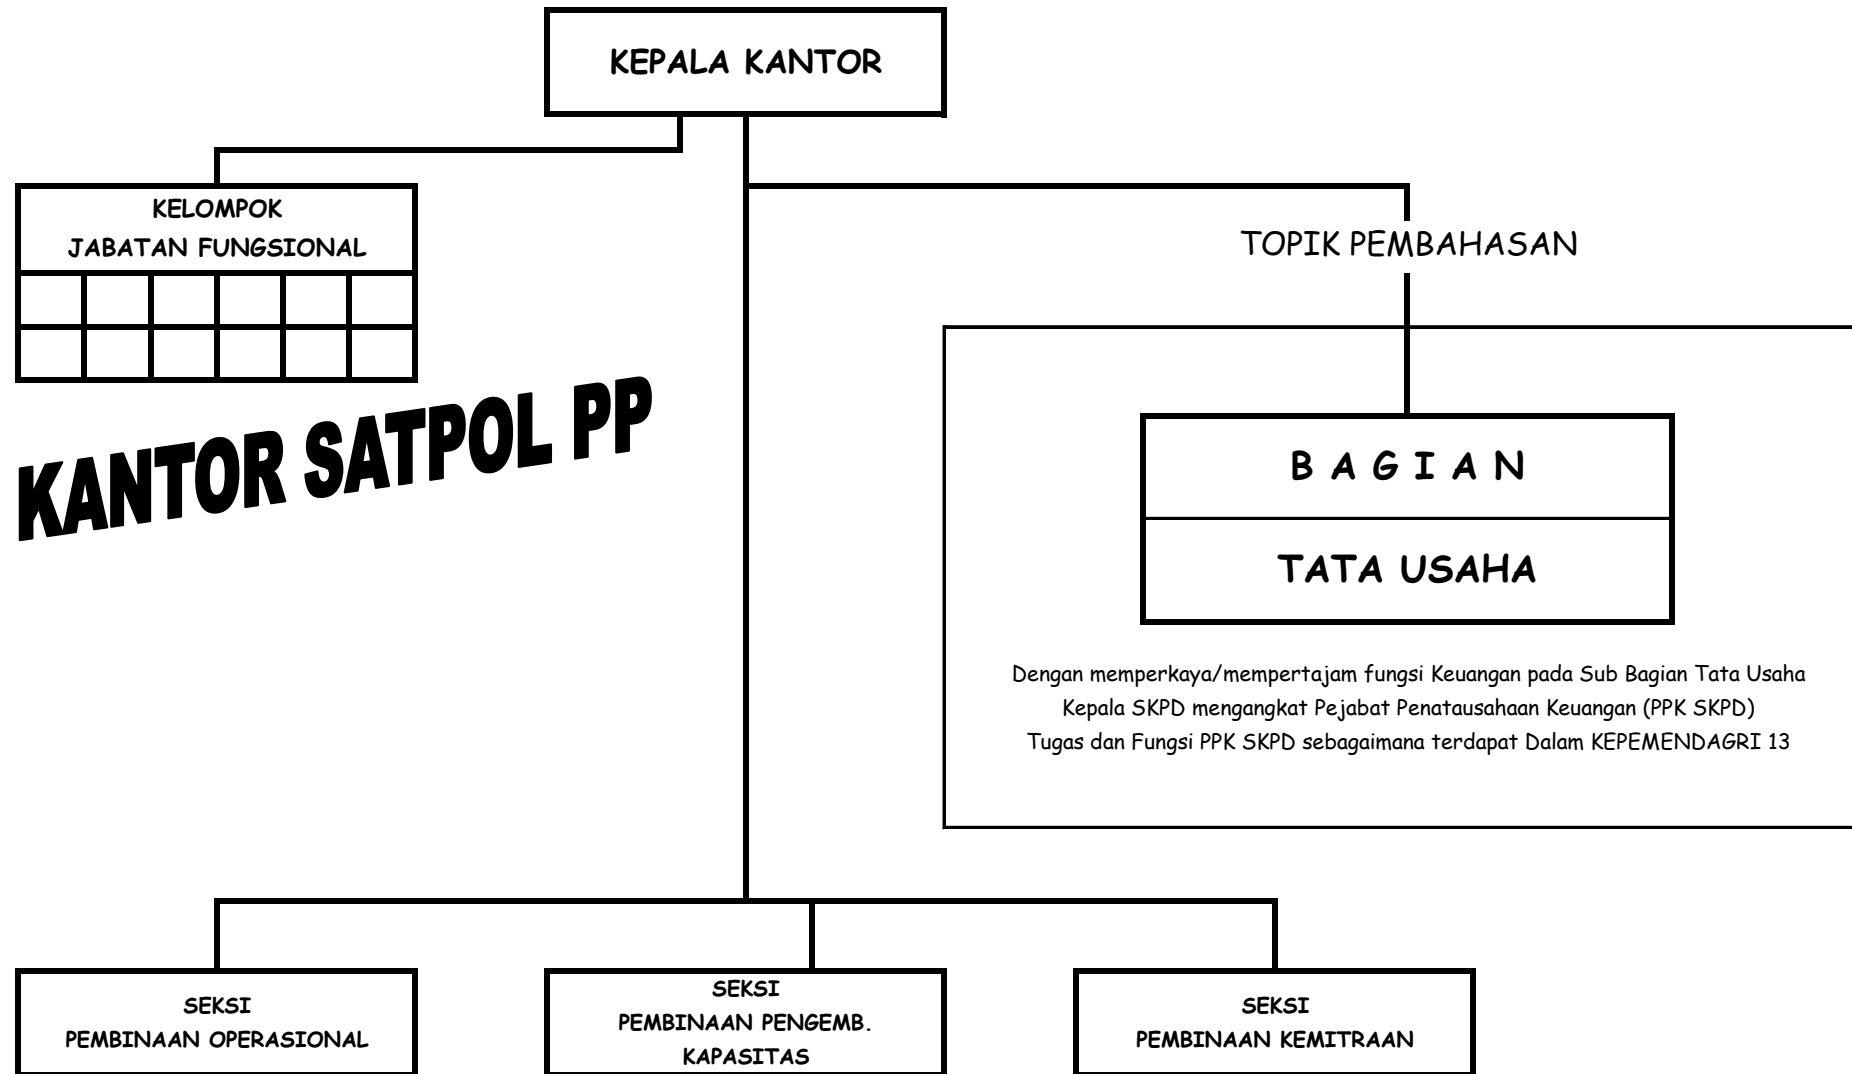 KEPALA KANTOR
KELOMPOK
JABATAN FUNGSIONAL
TOPIK PEMBAHASAN
KANTOR SATPOL PP
B A G I A N
TATA USAHA
Dengan memperkaya/mempertajam fungsi Keuangan pada Sub Bagian Tata Usaha
Kepala SKPD mengangkat Pejabat Penatausahaan Keuangan (PPK SKPD)
Tugas dan Fungsi PPK SKPD sebagaimana terdapat Dalam KEPEMENDAGRI 13
SEKSI
PEMBINAAN OPERASIONAL
SEKSI
PEMBINAAN PENGEMB.
KAPASITAS
SEKSI
PEMBINAAN KEMITRAAN